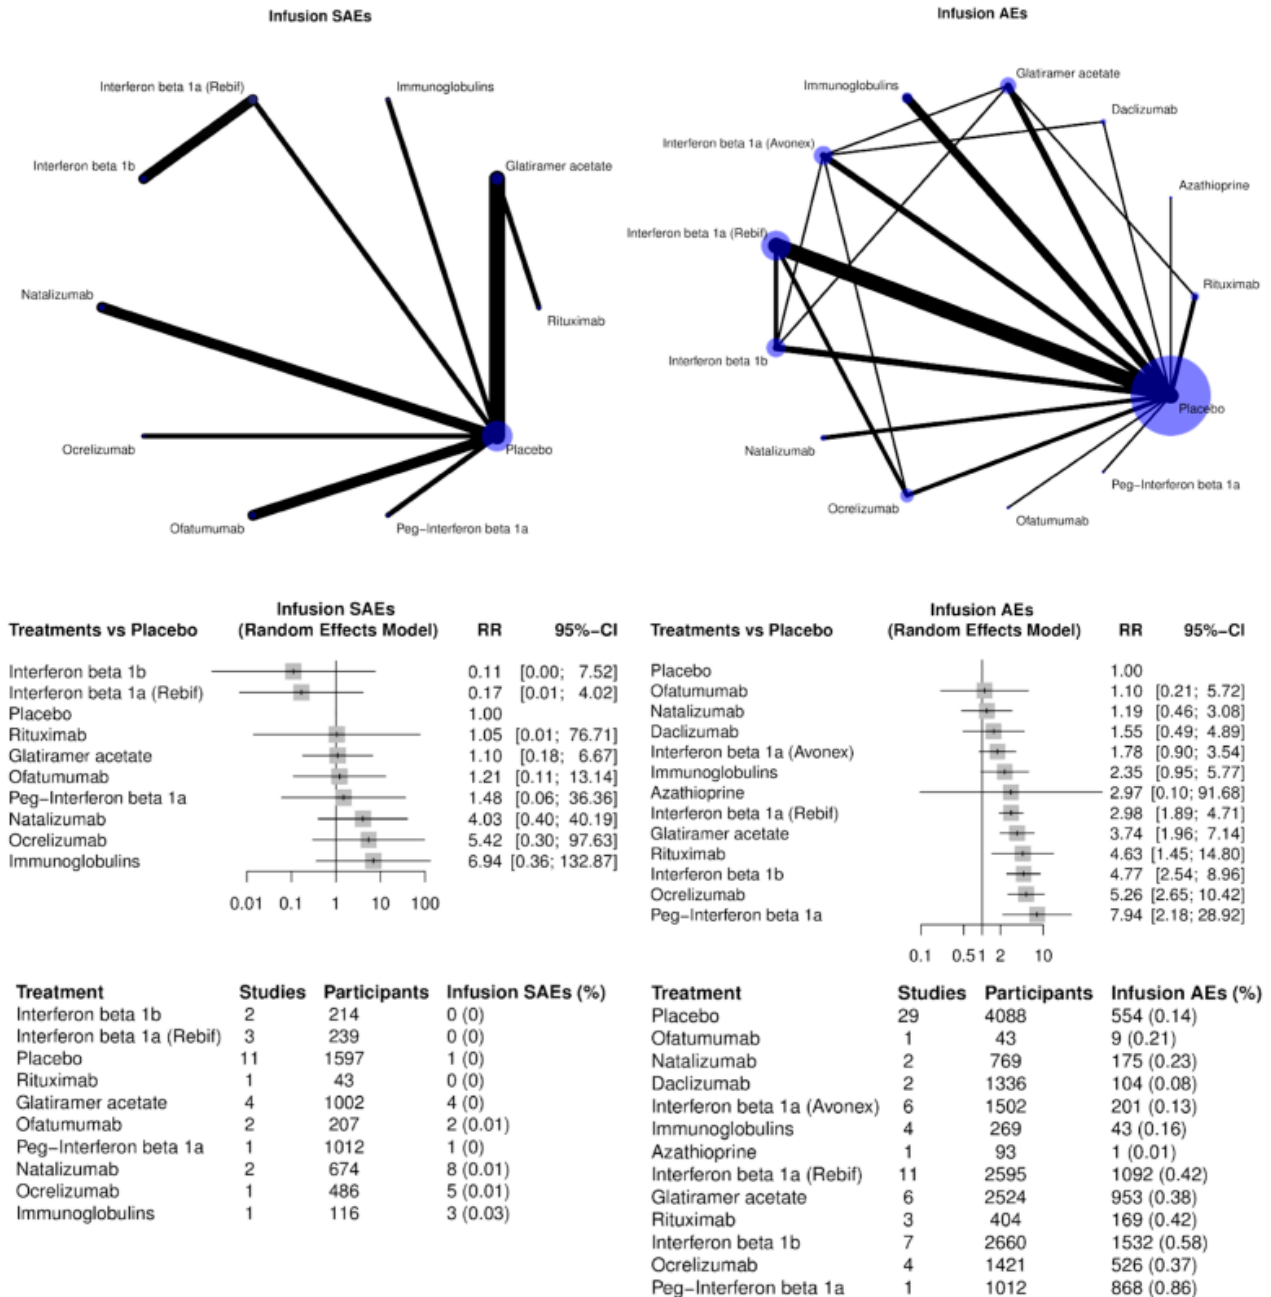 Infusion SAEs
Interferon beta 1a (Rebif)
Immunoglobulins
Interferon beta 1b
Glatiramer acetate
Natalizumab
Rituximab
Ocrelizumab
Placebo
Ofatumumab
Peg−Interferon beta 1a
Infusion AEs
Glatiramer acetate
Immunoglobulins
Daclizumab
Interferon beta 1a (Avonex)
Azathioprine
Interferon beta 1a (Rebif)
Rituximab
Interferon beta 1b
Placebo
Natalizumab
Peg−Interferon beta 1a
Ocrelizumab
Ofatumumab
Infusion SAEs
Treatments vs Placebo (Random Effects Model) RR 95%−CI
Interferon beta 1b 0.11 [0.00; 7.52]
Interferon beta 1a (Rebif) 0.17 [0.01; 4.02]
Placebo 1.00
Rituximab 1.05 [0.01; 76.71]
Glatiramer acetate 1.10 [0.18; 6.67]
Ofatumumab 1.21 [0.11; 13.14]
Peg−Interferon beta 1a 1.48 [0.06; 36.36]
Natalizumab 4.03 [0.40; 40.19]
Ocrelizumab 5.42 [0.30; 97.63]
Immunoglobulins 6.94 [0.36; 132.87]
0.01 0.1 1 10 100
Infusion AEs
Treatments vs Placebo (Random Effects Model) RR 95%−CI
Placebo 1.00
Ofatumumab 1.10 [0.21; 5.72]
Natalizumab 1.19 [0.46; 3.08]
Daclizumab 1.55 [0.49; 4.89]
Interferon beta 1a (Avonex) 1.78 [0.90; 3.54]
Immunoglobulins 2.35 [0.95; 5.77]
Azathioprine 2.97 [0.10; 91.68]
Interferon beta 1a (Rebif) 2.98 [1.89; 4.71]
Glatiramer acetate 3.74 [1.96; 7.14]
Rituximab 4.63 [1.45; 14.80]
Interferon beta 1b 4.77 [2.54; 8.96]
Ocrelizumab 5.26 [2.65; 10.42]
Peg−Interferon beta 1a 7.94 [2.18; 28.92]
0.1 0.5 1 2 10
Treatment Studies Participants Infusion SAEs (%)
Interferon beta 1b 2 214 0 (0)
Interferon beta 1a (Rebif) 3 239 0 (0)
Placebo 11 1597 1 (0)
Rituximab 1 43 0 (0)
Glatiramer acetate 4 1002 4 (0)
Ofatumumab 2 207 2 (0.01)
Peg−Interferon beta 1a 1 1012 1 (0)
Natalizumab 2 674 8 (0.01)
Ocrelizumab 1 486 5 (0.01)
Immunoglobulins 1 116 3 (0.03)
Treatment Studies Participants Infusion AEs (%)
Placebo 29 4088 554 (0.14)
Ofatumumab 1 43 9 (0.21)
Natalizumab 2 769 175 (0.23)
Daclizumab 2 1336 104 (0.08)
Interferon beta 1a (Avonex) 6 1502 201 (0.13)
Immunoglobulins 4 269 43 (0.16)
Azathioprine 1 93 1 (0.01)
Interferon beta 1a (Rebif) 11 2595 1092 (0.42)
Glatiramer acetate 6 2524 953 (0.38)
Rituximab 3 404 169 (0.42)
Interferon beta 1b 7 2660 1532 (0.58)
Ocrelizumab 4 1421 526 (0.37)
Peg−Interferon beta 1a 1 1012 868 (0.86)